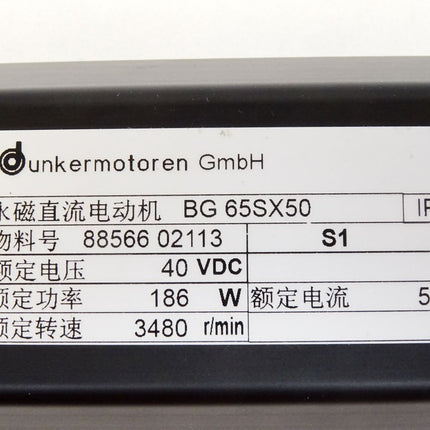 dunkermotoren GmbH
永磁直流电动机 BG 65SX50 IP
物料号 88566 02113 S1
额定电压 40 VDC
额定功率 186 W 额定电流 5
额定转速 3480 r/min